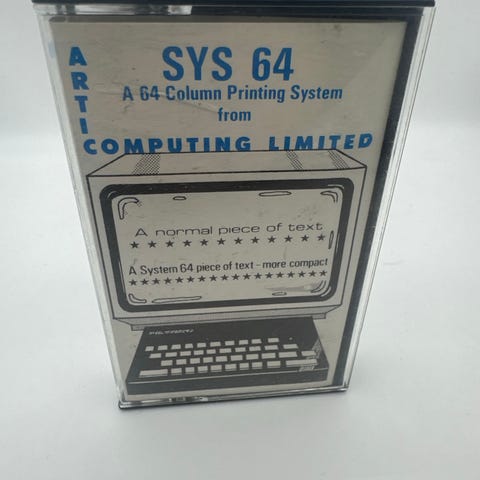 SYS 64
A 64 Column Printing System
from
ARTIC
COMPUTING LIMITED
A normal piece of text
★ ★ ★ ★ ★ ★ ★ ★ ★ ★ ★ ★ ★ ★
A System 64 piece of text - more compact
★★★★★★★★★★★★★★★★★★★★